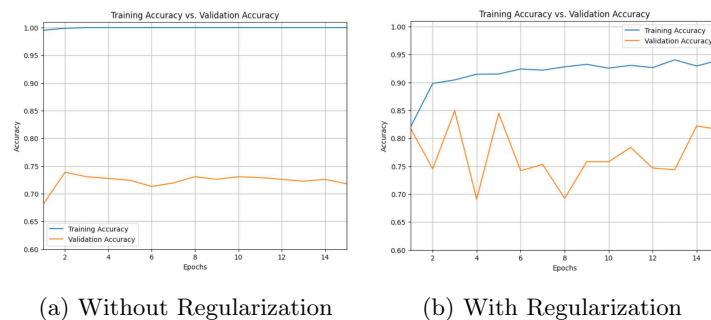 Training Accuracy vs. Validation Accuracy
1.00
0.95
0.90
0.85
0.80
0.75
0.70
0.65
0.60
Accuracy
2 4 6 8 10 12 14
Epochs
Training Accuracy
Validation Accuracy
(a) Without Regularization
Training Accuracy vs. Validation Accuracy
Training Accuracy
Validation Accuracy
1.00
0.95
0.90
0.85
0.80
0.75
0.70
0.65
0.60
Accuracy
2 4 6 8 10 12 14
Epochs
(b) With Regularization